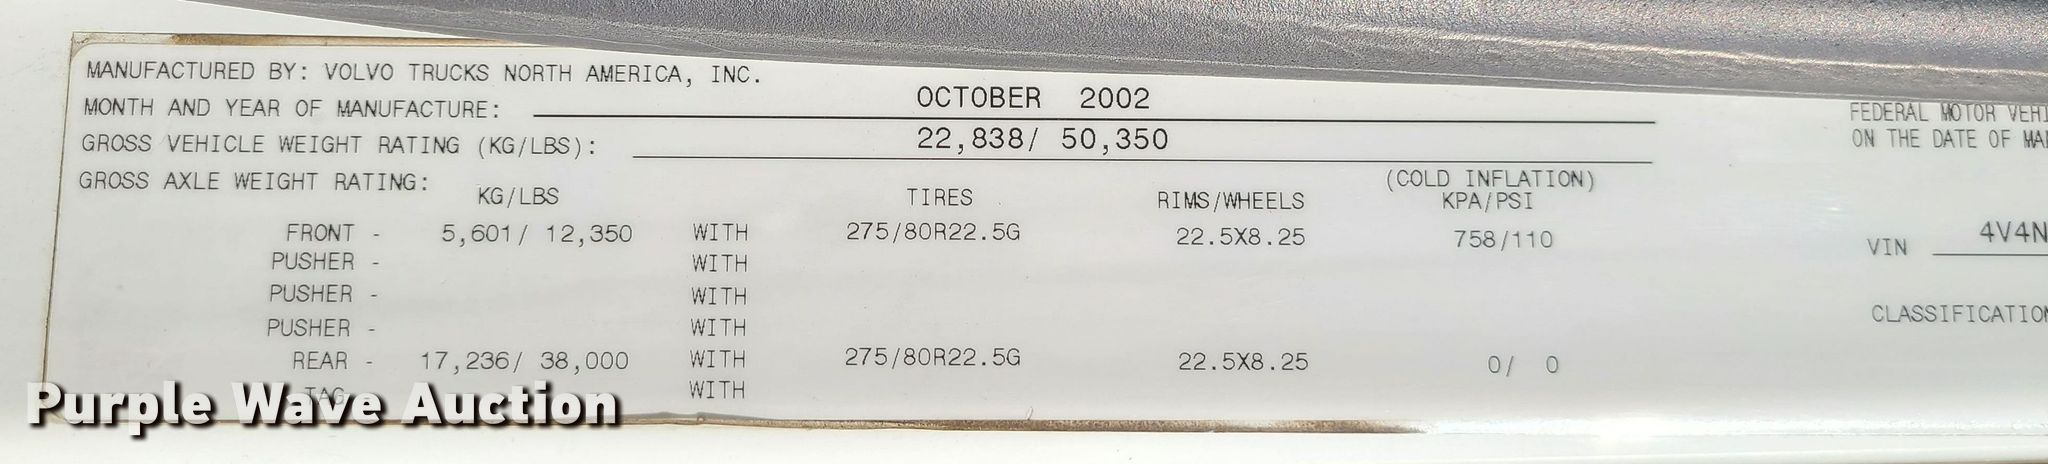 MANUFACTURED BY: VOLVO TRUCKS NORTH AMERICA, INC.
MONTH AND YEAR OF MANUFACTURE: OCTOBER 2002
GROSS VEHICLE WEIGHT RATING (KG/LBS): 22,838/ 50,350
GROSS AXLE WEIGHT RATING:
KG/LBS TIRES RIMS/WHEELS (COLD INFLATION) KPA/PSI
FRONT - 5,601/ 12,350 WITH 275/80R22.5G 22.5X8.25 758/110
PUSHER - WITH
PUSHER - WITH
PUSHER - WITH
REAR - 17,236/ 38,000 WITH 275/80R22.5G 22.5X8.25 0/ 0
TAG - WITH
FEDERAL MOTOR VEHI
ON THE DATE OF MA
VIN 4V4N
CLASSIFICATIO
Purple Wave Auction